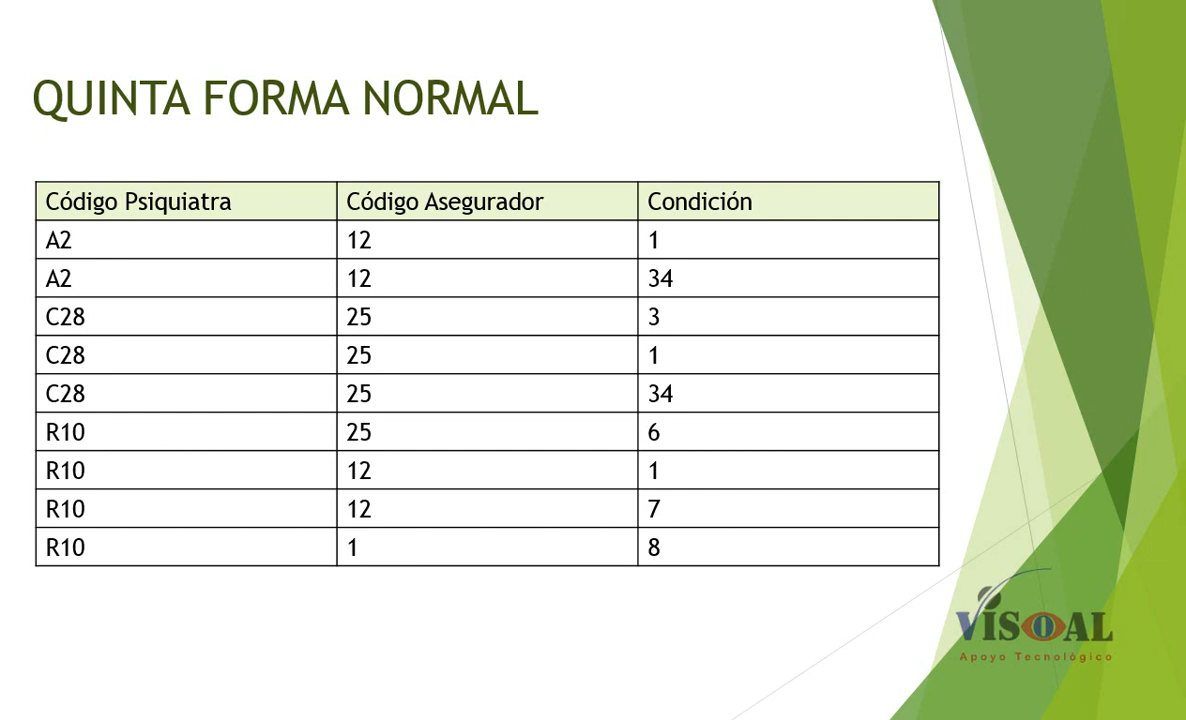 QUINTA FORMA NORMAL
Código Psiquiatra Código Asegurador Condición
A2 12 1
A2 12 34
C28 25 3
C28 25 1
C28 25 34
R10 25 6
R10 12 1
R10 12 7
R10 1 8
VISOAL
Apoyo Tecnológico